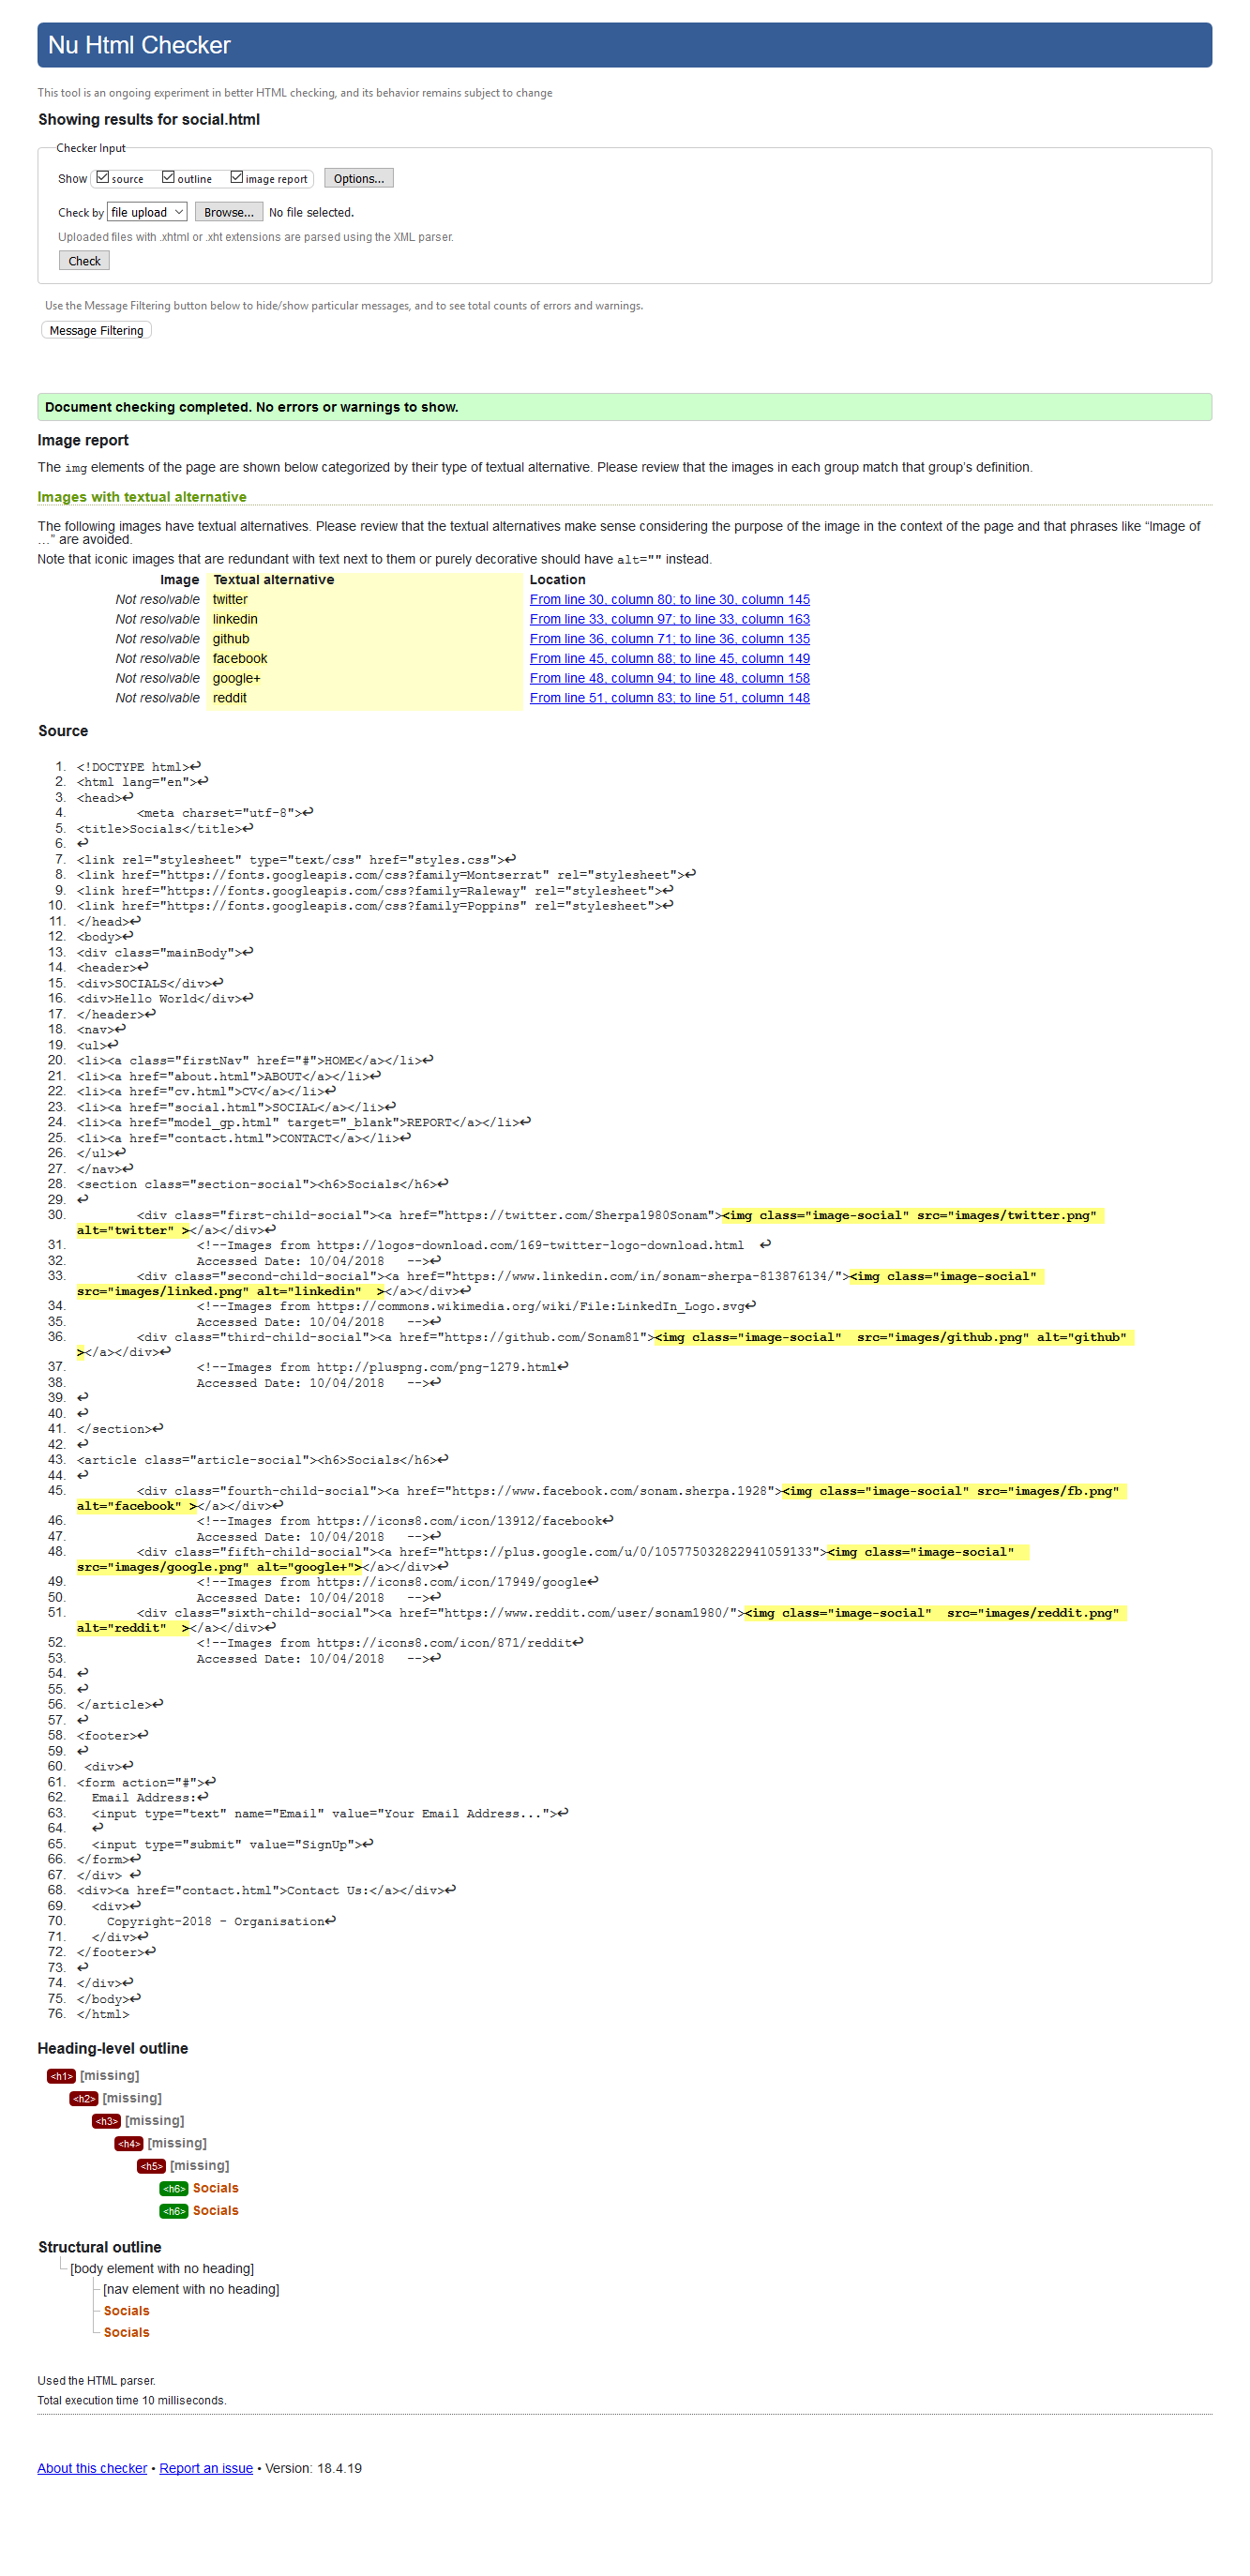 Nu Html Checker
This tool is an ongoing experiment in better HTML checking, and its behavior remains subject to change
Showing results for social.html
Checker Input
Show source outline image report Options...
Check by file upload Browse... No file selected.
Uploaded files with .xhtml or .xht extensions are parsed using the XML parser.
Check
Use the Message Filtering button below to hide/show particular messages, and to see total counts of errors and warnings.
Message Filtering
Document checking completed. No errors or warnings to show.
Image report
The img elements of the page are shown below categorized by their type of textual alternative. Please review that the images in each group match that group’s definition.
Images with textual alternative
The following images have textual alternatives. Please review that the textual alternatives make sense considering the purpose of the image in the context of the page and that phrases like “Image of
…” are avoided.
Note that iconic images that are redundant with text next to them or purely decorative should have alt="" instead.
Image Textual alternative Location
Not resolvable twitter From line 30, column 80; to line 30, column 145
Not resolvable linkedin From line 33, column 97; to line 33, column 163
Not resolvable github From line 36, column 71; to line 36, column 135
Not resolvable facebook From line 45, column 88; to line 45, column 149
Not resolvable google+ From line 48, column 94; to line 48, column 158
Not resolvable reddit From line 51, column 83; to line 51, column 148
Source
1. <!DOCTYPE html>↩
2. <html lang="en">↩
3. <head>↩
4. <meta charset="utf-8">↩
5. <title>Socials</title>↩
6. ↩
7. <link rel="stylesheet" type="text/css" href="styles.css">↩
8. <link href="https://fonts.googleapis.com/css?family=Montserrat" rel="stylesheet">↩
9. <link href="https://fonts.googleapis.com/css?family=Raleway" rel="stylesheet">↩
10. <link href="https://fonts.googleapis.com/css?family=Poppins" rel="stylesheet">↩
11. </head>↩
12. <body>↩
13. <div class="mainBody">↩
14. <header>↩
15. <div>SOCIALS</div>↩
16. <div>Hello World</div>↩
17. </header>↩
18. <nav>↩
19. <ul>↩
20. <li><a class="firstNav" href="#">HOME</a></li>↩
21. <li><a href="about.html">ABOUT</a></li>↩
22. <li><a href="cv.html">CV</a></li>↩
23. <li><a href="social.html">SOCIAL</a></li>↩
24. <li><a href="model_gp.html" target="_blank">REPORT</a></li>↩
25. <li><a href="contact.html">CONTACT</a></li>↩
26. </ul>↩
27. </nav>↩
28. <section class="section-social"><h6>Socials</h6>↩
29. ↩
30. <div class="first-child-social"><a href="https://twitter.com/Sherpa1980Sonam"><img class="image-social" src="images/twitter.png"
alt="twitter" ></a></div>↩
31. <!--Images from https://logos-download.com/169-twitter-logo-download.html ↩
32. Accessed Date: 10/04/2018 -->↩
33. <div class="second-child-social"><a href="https://www.linkedin.com/in/sonam-sherpa-813876134/"><img class="image-social"
src="images/linked.png" alt="linkedin" ></a></div>↩
34. <!--Images from https://commons.wikimedia.org/wiki/File:LinkedIn_Logo.svg↩
35. Accessed Date: 10/04/2018 -->↩
36. <div class="third-child-social"><a href="https://github.com/Sonam81"><img class="image-social" src="images/github.png" alt="github"
></a></div>↩
37. <!--Images from http://pluspng.com/png-1279.html↩
38. Accessed Date: 10/04/2018 -->↩
39. ↩
40. ↩
41. </section>↩
42. ↩
43. <article class="article-social"><h6>Socials</h6>↩
44. ↩
45. <div class="fourth-child-social"><a href="https://www.facebook.com/sonam.sherpa.1928"><img class="image-social" src="images/fb.png"
alt="facebook" ></a></div>↩
46. <!--Images from https://icons8.com/icon/13912/facebook↩
47. Accessed Date: 10/04/2018 -->↩
48. <div class="fifth-child-social"><a href="https://plus.google.com/u/0/105775032822941059133"><img class="image-social"
src="images/google.png" alt="google+"></a></div>↩
49. <!--Images from https://icons8.com/icon/17949/google↩
50. Accessed Date: 10/04/2018 -->↩
51. <div class="sixth-child-social"><a href="https://www.reddit.com/user/sonam1980/"><img class="image-social" src="images/reddit.png"
alt="reddit" ></a></div>↩
52. <!--Images from https://icons8.com/icon/871/reddit↩
53. Accessed Date: 10/04/2018 -->↩
54. ↩
55. ↩
56. </article>↩
57. ↩
58. <footer>↩
59. ↩
60. <div>↩
61. <form action="#">↩
62. Email Address:↩
63. <input type="text" name="Email" value="Your Email Address...">↩
64. ↩
65. <input type="submit" value="SignUp">↩
66. </form>↩
67. </div> ↩
68. <div><a href="contact.html">Contact Us:</a></div>↩
69. <div>↩
70. Copyright-2018 - Organisation↩
71. </div>↩
72. </footer>↩
73. ↩
74. </div>↩
75. </body>↩
76. </html>
Heading-level outline
<h1> [missing]
<h2> [missing]
<h3> [missing]
<h4> [missing]
<h5> [missing]
<h6> Socials
<h6> Socials
Structural outline
[body element with no heading]
[nav element with no heading]
Socials
Socials
Used the HTML parser.
Total execution time 10 milliseconds.
About this checker • Report an issue • Version: 18.4.19